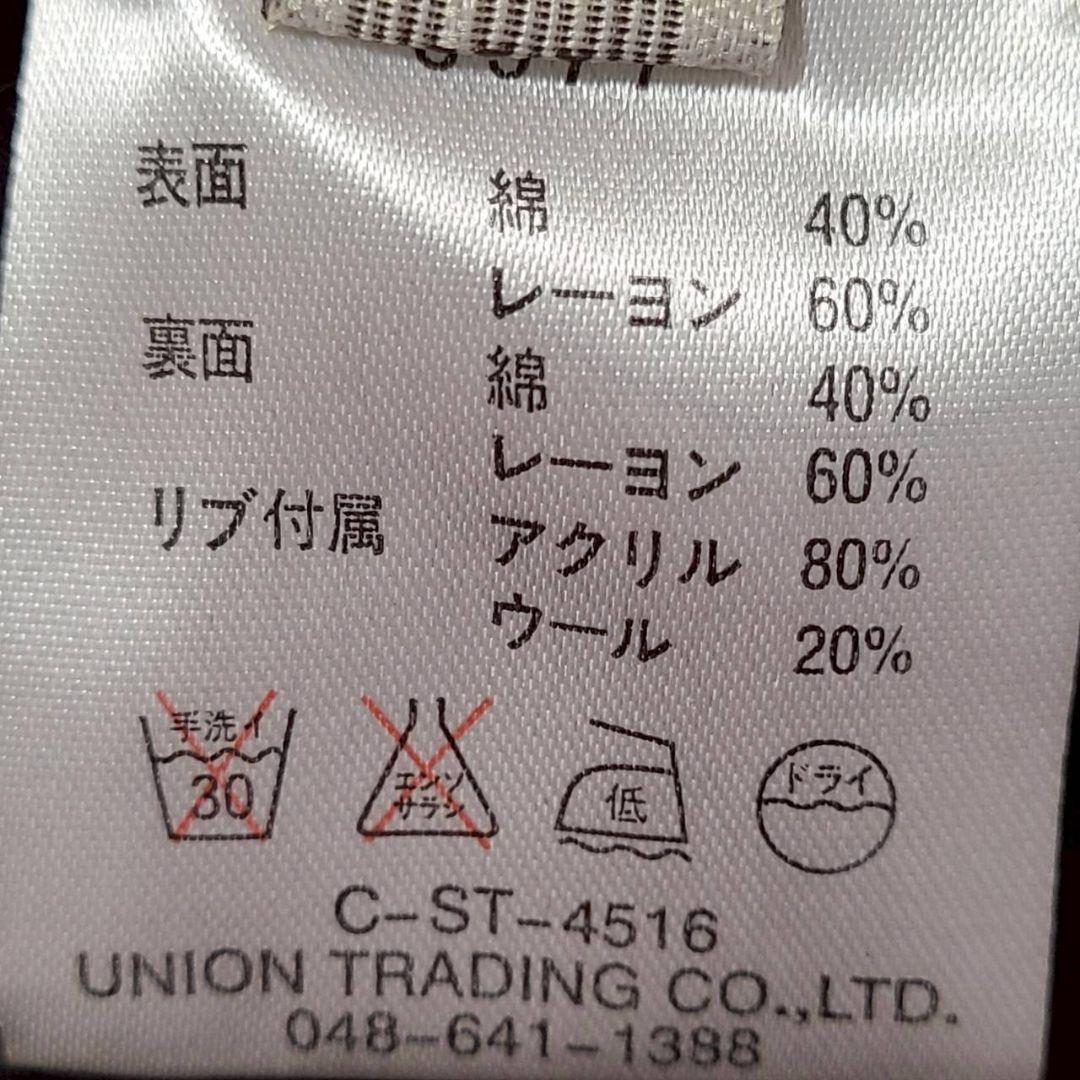 表面 綿 40%
レーヨン 60%
裏面 綿 40%
レーヨン 60%
リブ付属 アクリル 80%
ウール 20%
手洗イ
30
エンソ
サラシ
低
ドライ
C-ST-4516
UNION TRADING CO.,LTD.
048-641-1388